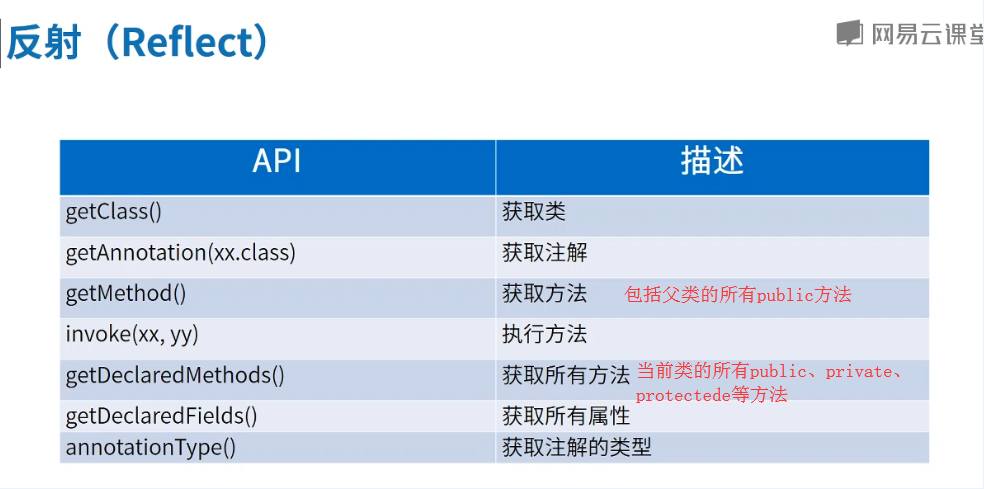 反射（Reflect）
网易云课堂
API 描述
getClass() 获取类
getAnnotation(xx.class) 获取注解
getMethod() 获取方法 包括父类的所有public方法
invoke(xx, yy) 执行方法
getDeclaredMethods() 获取所有方法 当前类的所有public、private、
protectede等方法
getDeclaredFields() 获取所有属性
annotationType() 获取注解的类型